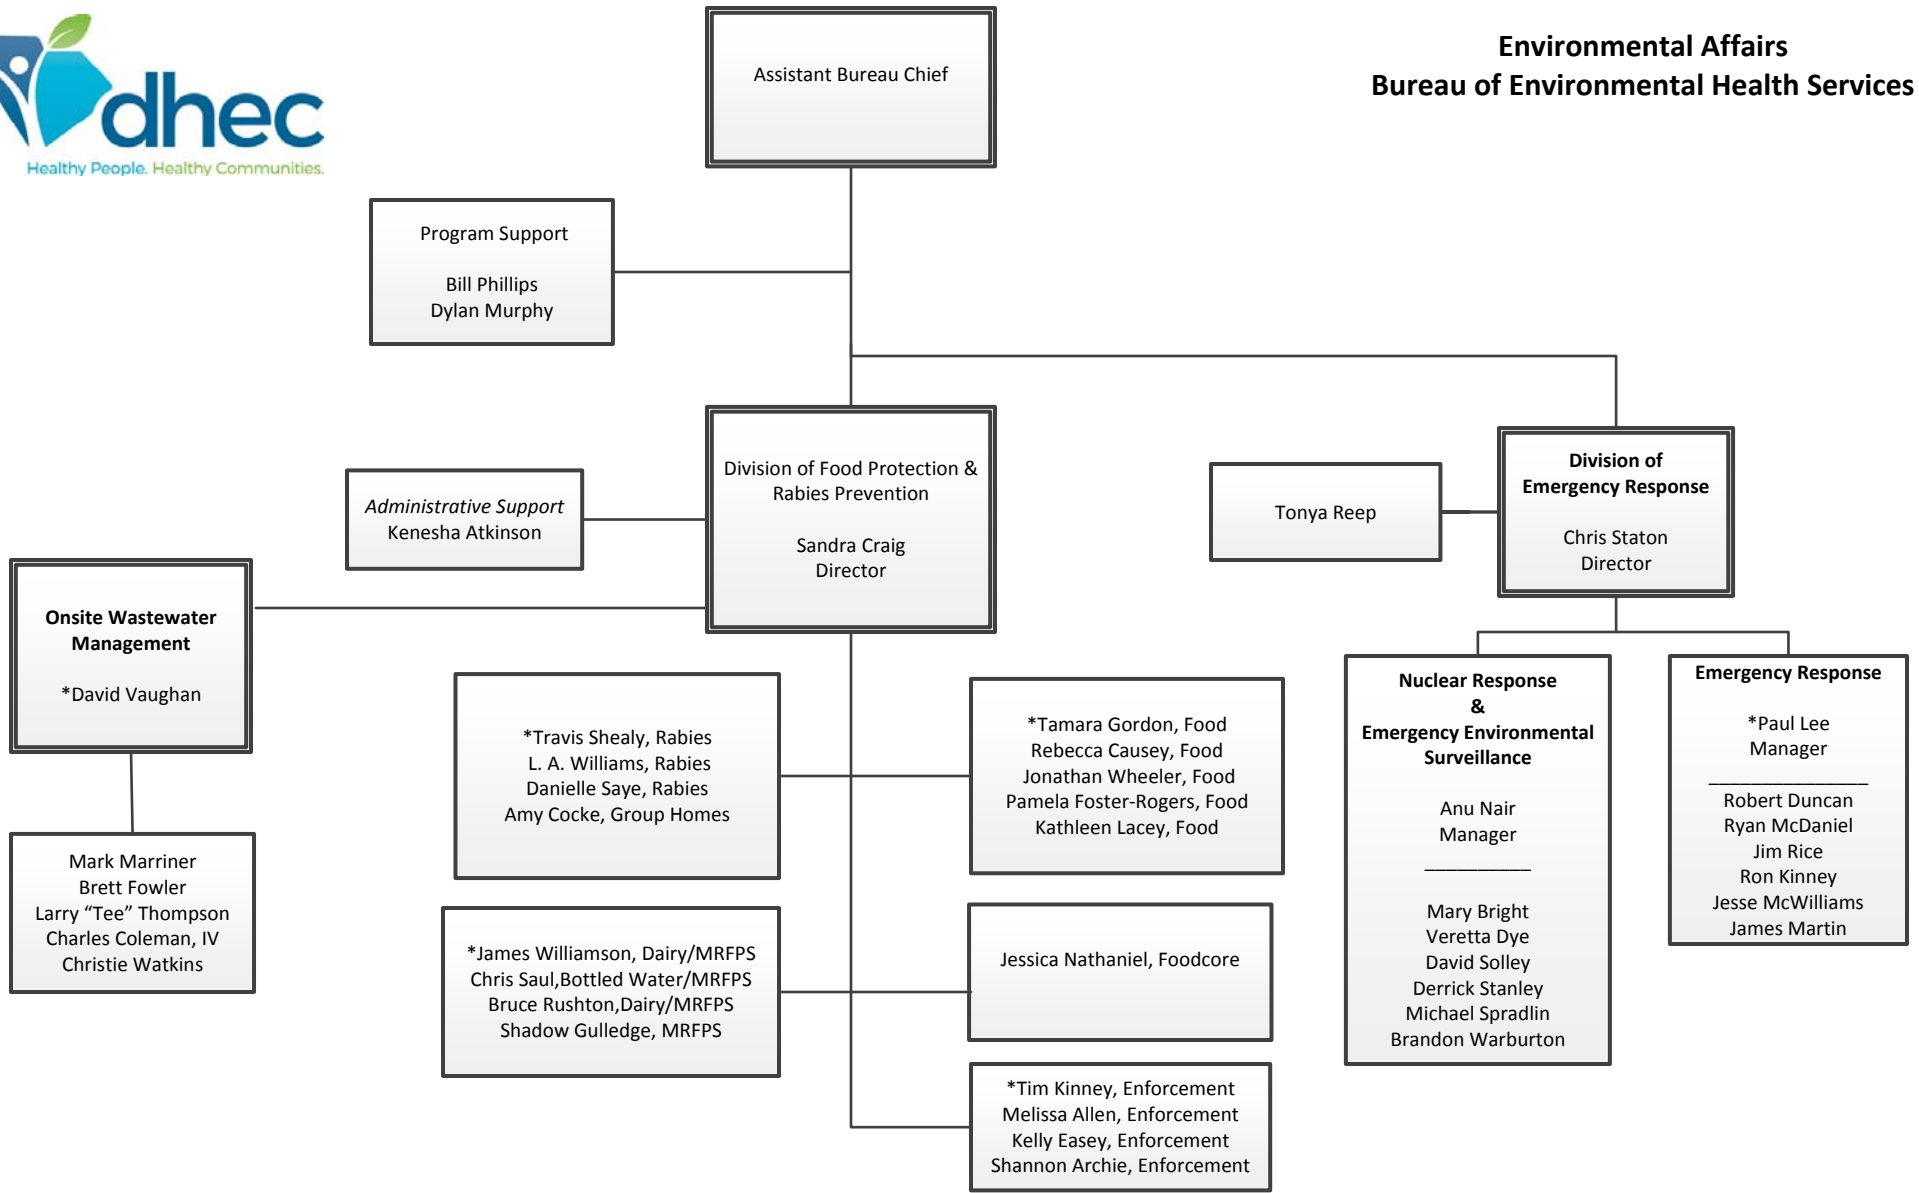 dhec
Healthy People. Healthy Communities.
Environmental Affairs
Bureau of Environmental Health Services
Assistant Bureau Chief
Program Support
Bill Phillips
Dylan Murphy
Division of Food Protection &
Rabies Prevention
Sandra Craig
Director
Administrative Support
Kenesha Atkinson
Tonya Reep
Division of
Emergency Response
Chris Staton
Director
Onsite Wastewater
Management
*David Vaughan
Mark Marriner
Brett Fowler
Larry “Tee” Thompson
Charles Coleman, IV
Christie Watkins
*Travis Shealy, Rabies
L. A. Williams, Rabies
Danielle Saye, Rabies
Amy Cocke, Group Homes
*Tamara Gordon, Food
Rebecca Causey, Food
Jonathan Wheeler, Food
Pamela Foster-Rogers, Food
Kathleen Lacey, Food
*James Williamson, Dairy/MRFPS
Chris Saul,Bottled Water/MRFPS
Bruce Rushton,Dairy/MRFPS
Shadow Gulledge, MRFPS
Jessica Nathaniel, Foodcore
*Tim Kinney, Enforcement
Melissa Allen, Enforcement
Kelly Easey, Enforcement
Shannon Archie, Enforcement
Nuclear Response
&
Emergency Environmental
Surveillance
Anu Nair
Manager
__________
Mary Bright
Veretta Dye
David Solley
Derrick Stanley
Michael Spradlin
Brandon Warburton
Emergency Response
*Paul Lee
Manager
_______________
Robert Duncan
Ryan McDaniel
Jim Rice
Ron Kinney
Jesse McWilliams
James Martin